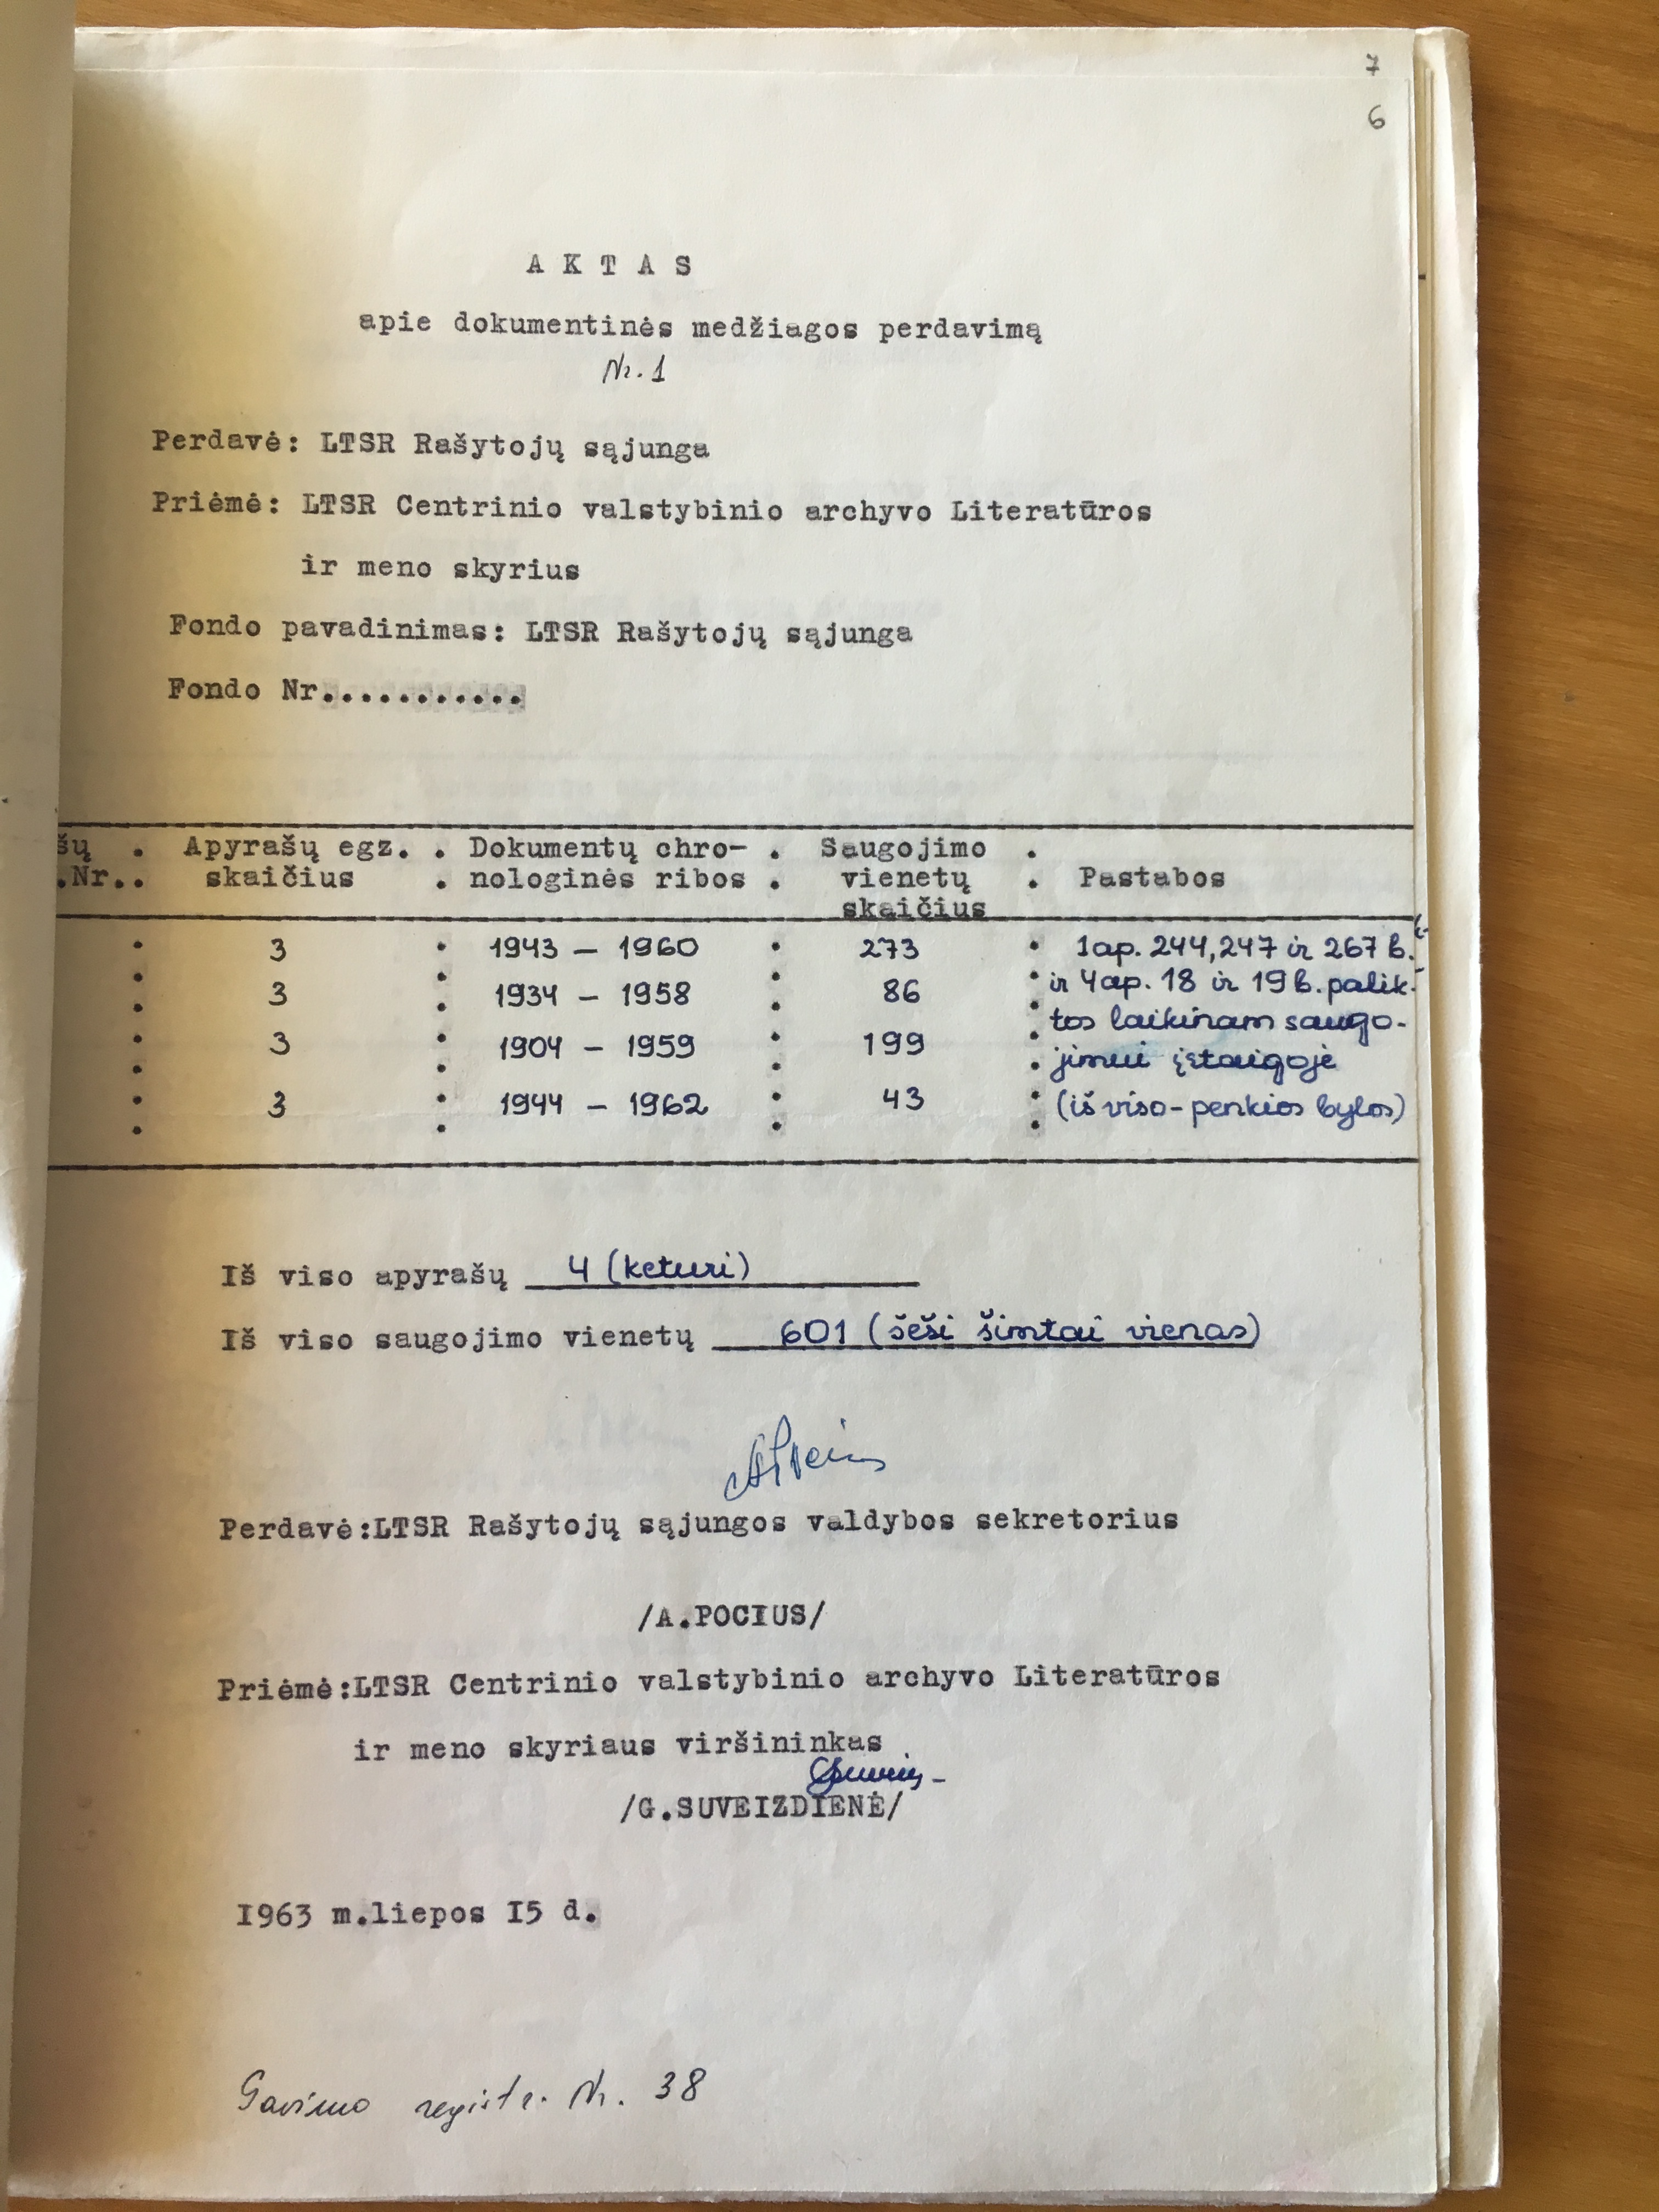 7
6
A K T A S
apie dokumentinės medžiagos perdavimą
Nr. 1
Perdavė: LTSR Rašytojų sąjunga
Priėmė: LTSR Centrinio valstybinio archyvo Literatūros
ir meno skyrius
Fondo pavadinimas: LTSR Rašytojų sąjunga
Fondo Nr...........
šų . Apyrašų egz. . Dokumentų chro- . Saugojimo .
.Nr.. skaičius . nologinės ribos . vienetų . Pastabos
skaičius
3 1943 – 1960 273 1ap. 244, 247 ir 267 b.
3 1934 – 1958 86 ir 4ap. 18 ir 19 b. palik-
tos laikinam saugo-
3 1904 – 1959 199 jimui įstaigoje
3 1944 – 1962 43 (iš viso - penkios bylos)
Iš viso apyrašų 4 (keturi)
Iš viso saugojimo vienetų 601 (šeši šimtai vienas)
Perdavė:LTSR Rašytojų sąjungos valdybos sekretorius
/A.POCIUS/
Priėmė:LTSR Centrinio valstybinio archyvo Literatūros
ir meno skyriaus viršininkas
/G.SUVEIZDIENĖ/
I963 m.liepos I5 d.
Gavimo registr. Nr. 38